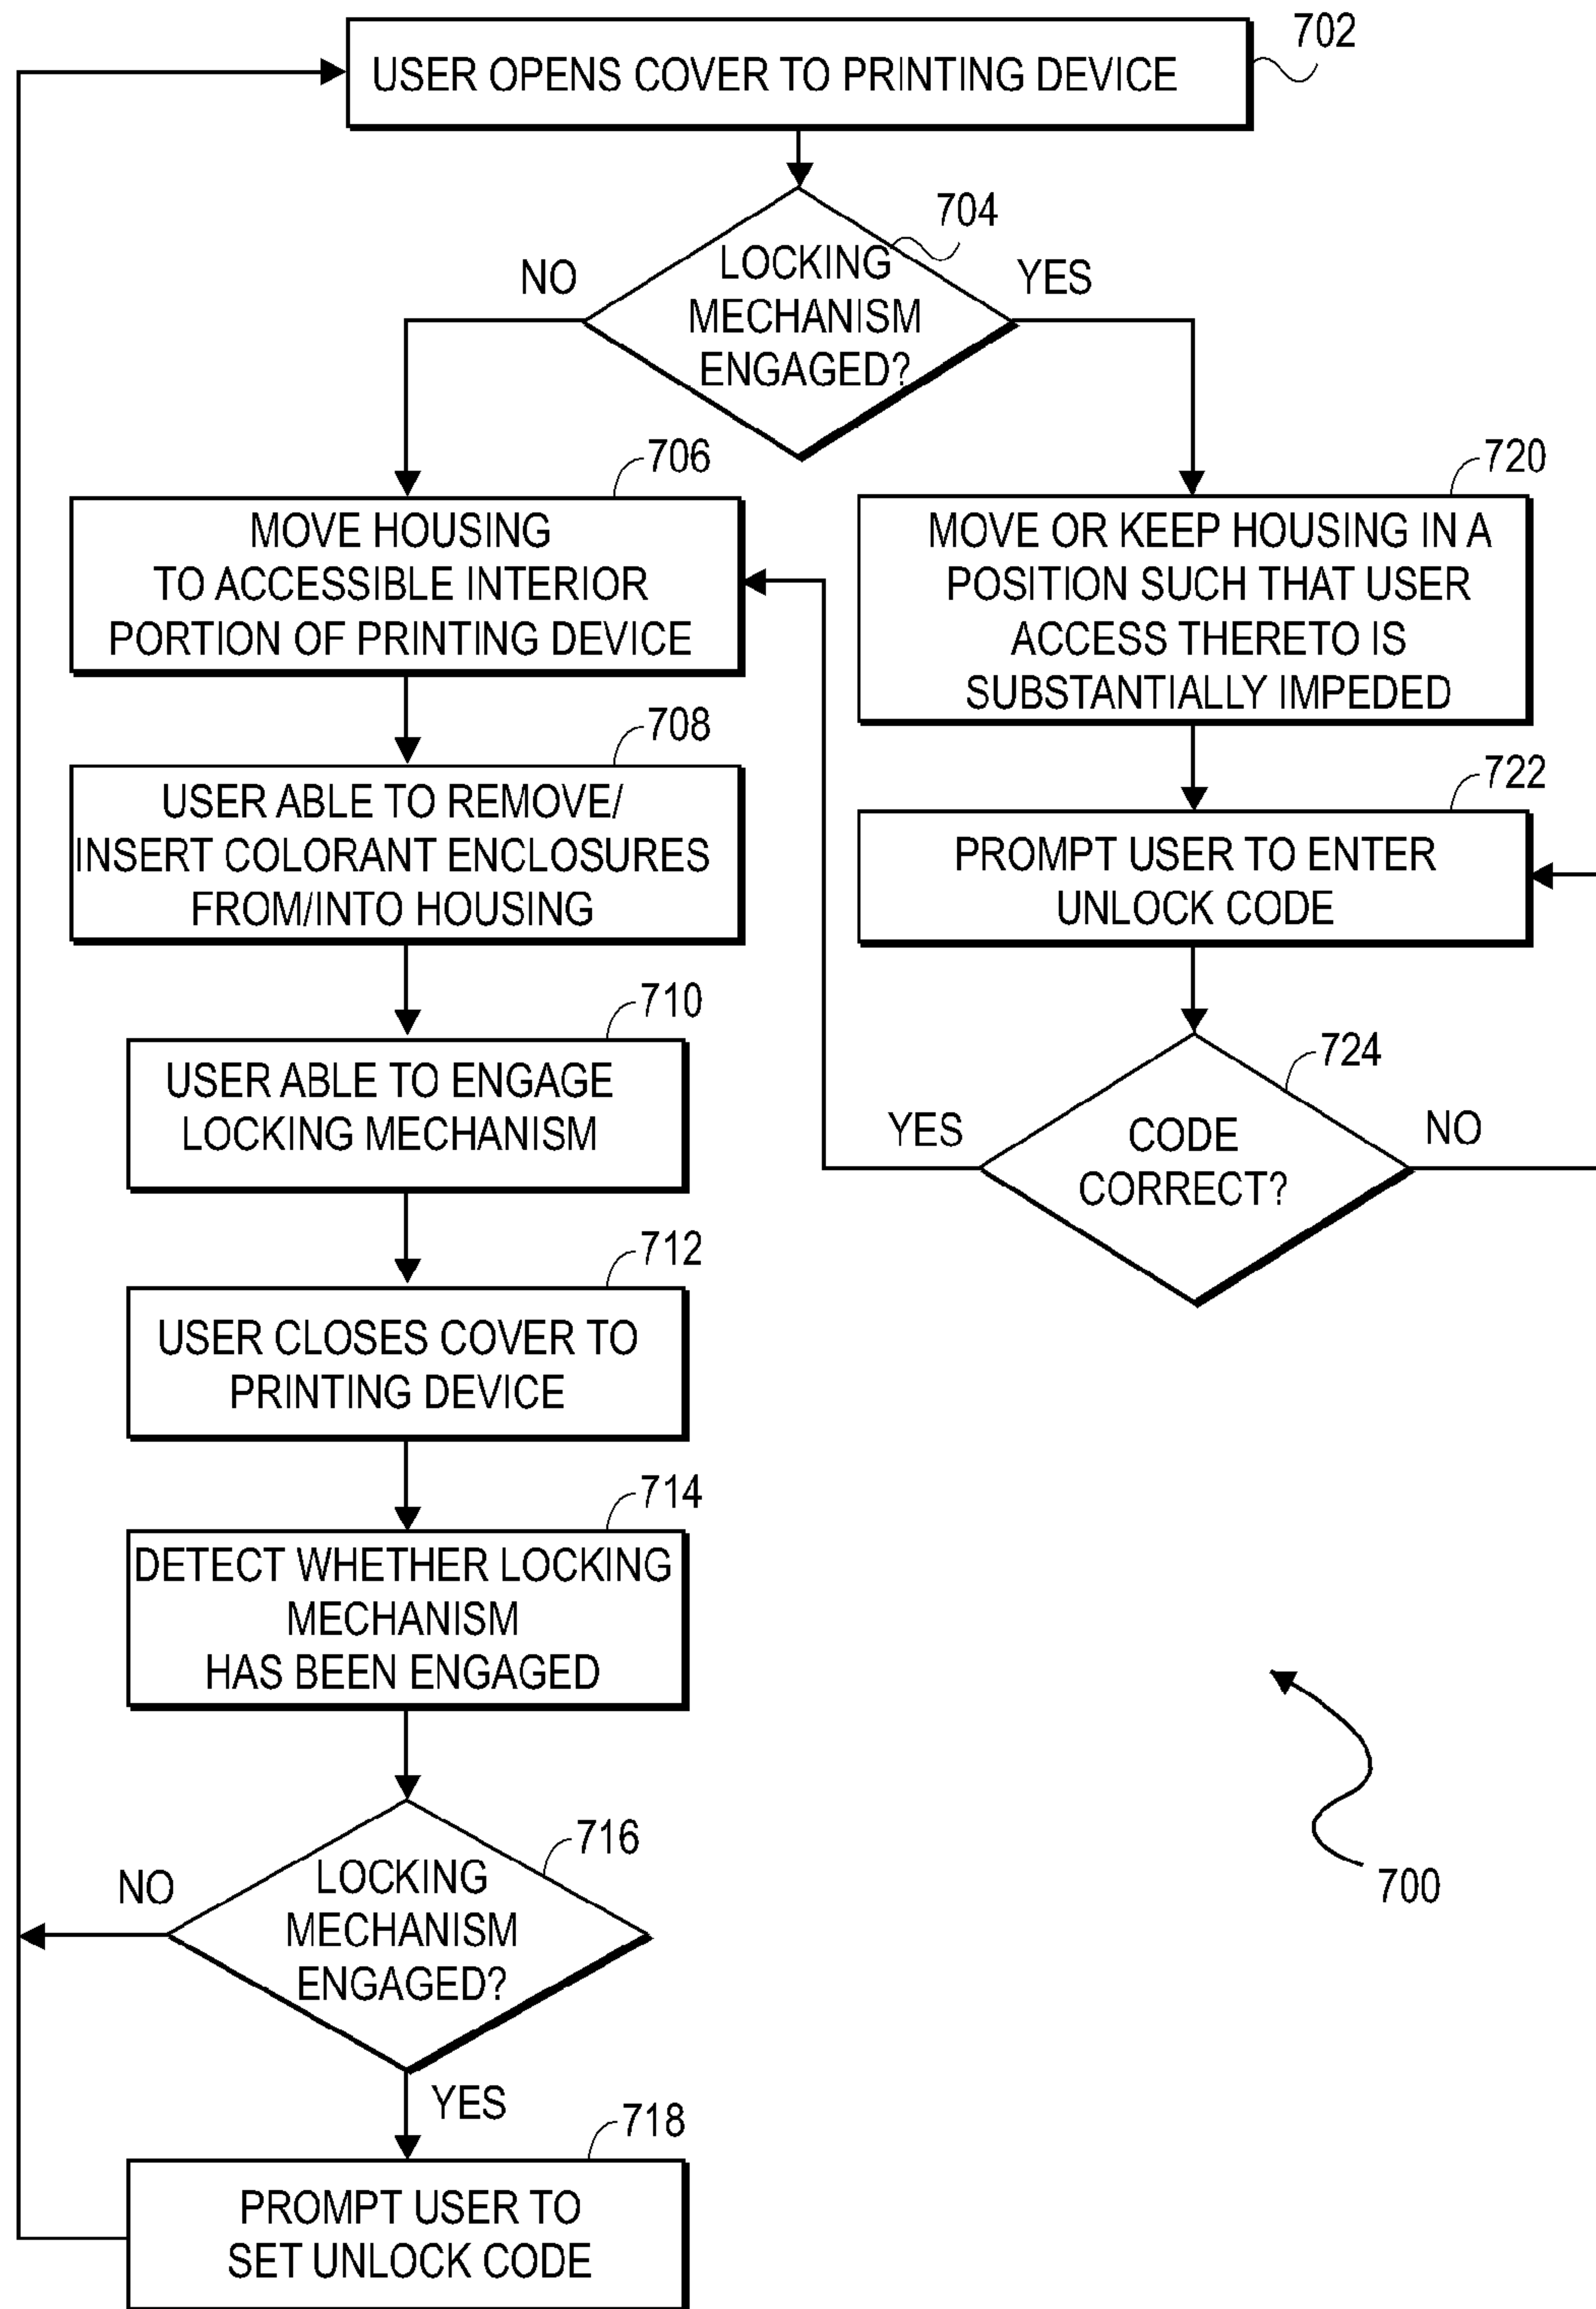 702
USER OPENS COVER TO PRINTING DEVICE
704
LOCKING
MECHANISM
ENGAGED?
NO
YES
706
MOVE HOUSING
TO ACCESSIBLE INTERIOR
PORTION OF PRINTING DEVICE
708
USER ABLE TO REMOVE/
INSERT COLORANT ENCLOSURES
FROM/INTO HOUSING
710
USER ABLE TO ENGAGE
LOCKING MECHANISM
712
USER CLOSES COVER TO
PRINTING DEVICE
714
DETECT WHETHER LOCKING
MECHANISM
HAS BEEN ENGAGED
716
LOCKING
MECHANISM
ENGAGED?
NO
YES
718
PROMPT USER TO
SET UNLOCK CODE
720
MOVE OR KEEP HOUSING IN A
POSITION SUCH THAT USER
ACCESS THERETO IS
SUBSTANTIALLY IMPEDED
722
PROMPT USER TO ENTER
UNLOCK CODE
724
CODE
CORRECT?
YES
NO
700